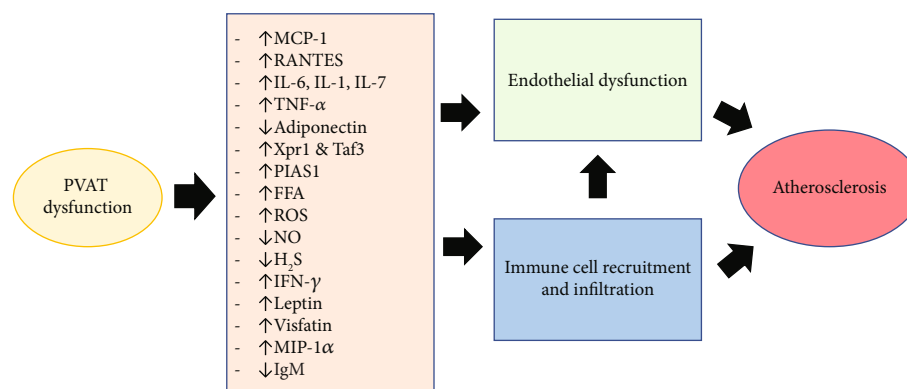 PVAT
dysfunction
- ↑MCP-1
- ↑RANTES
- ↑IL-6, IL-1, IL-7
- ↑TNF-α
- ↓Adiponectin
- ↑Xpr1 & Taf3
- ↑PIAS1
- ↑FFA
- ↑ROS
- ↓NO
- ↓H₂S
- ↑IFN-γ
- ↑Leptin
- ↑Visfatin
- ↑MIP-1α
- ↓IgM
Endothelial dysfunction
Immune cell recruitment
and infiltration
Atherosclerosis